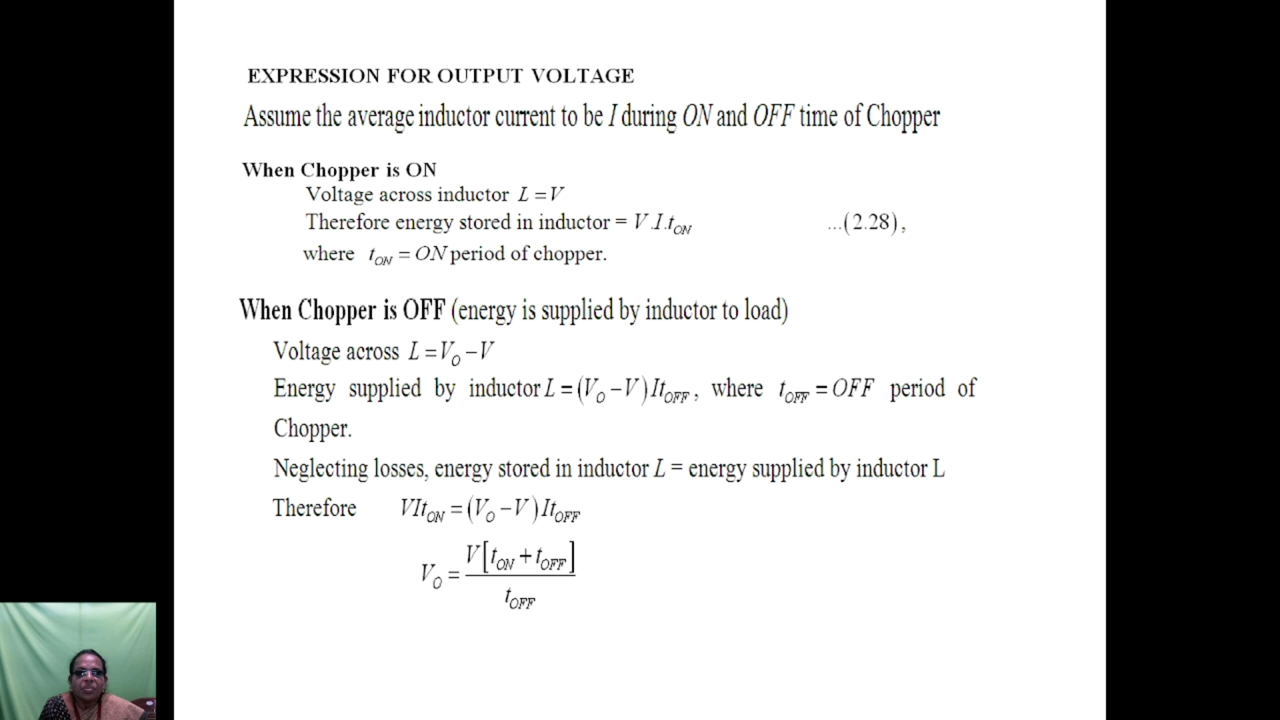 EXPRESSION FOR OUTPUT VOLTAGE
Assume the average inductor current to be I during ON and OFF time of Chopper
When Chopper is ON
Voltage across inductor L = V
Therefore energy stored in inductor = V.I.t_ON ...(2.28),
where t_ON = ON period of chopper.
When Chopper is OFF (energy is supplied by inductor to load)
Voltage across L = V_O − V
Energy supplied by inductor L = (V_O − V) It_OFF , where t_OFF = OFF period of
Chopper.
Neglecting losses, energy stored in inductor L = energy supplied by inductor L
Therefore VIt_ON = (V_O − V) It_OFF
V_O = V[t_ON + t_OFF] / t_OFF